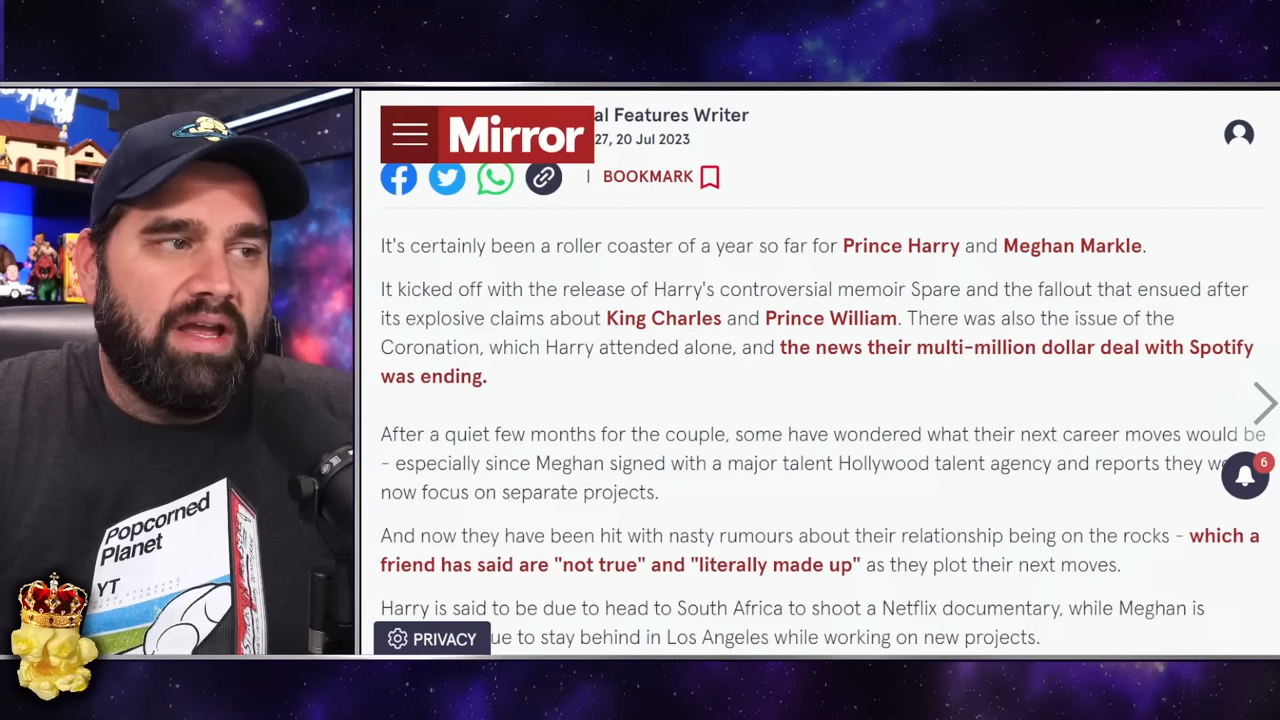 Mirror
al Features Writer
27, 20 Jul 2023
| BOOKMARK
It's certainly been a roller coaster of a year so far for Prince Harry and Meghan Markle.
It kicked off with the release of Harry's controversial memoir Spare and the fallout that ensued after
its explosive claims about King Charles and Prince William. There was also the issue of the
Coronation, which Harry attended alone, and the news their multi-million dollar deal with Spotify
was ending.
After a quiet few months for the couple, some have wondered what their next career moves would be
- especially since Meghan signed with a major talent Hollywood talent agency and reports they wo
now focus on separate projects.
6
And now they have been hit with nasty rumours about their relationship being on the rocks - which a
friend has said are "not true" and "literally made up" as they plot their next moves.
Harry is said to be due to head to South Africa to shoot a Netflix documentary, while Meghan is
PRIVACY
ue to stay behind in Los Angeles while working on new projects.
Popcorned
Planet
YT